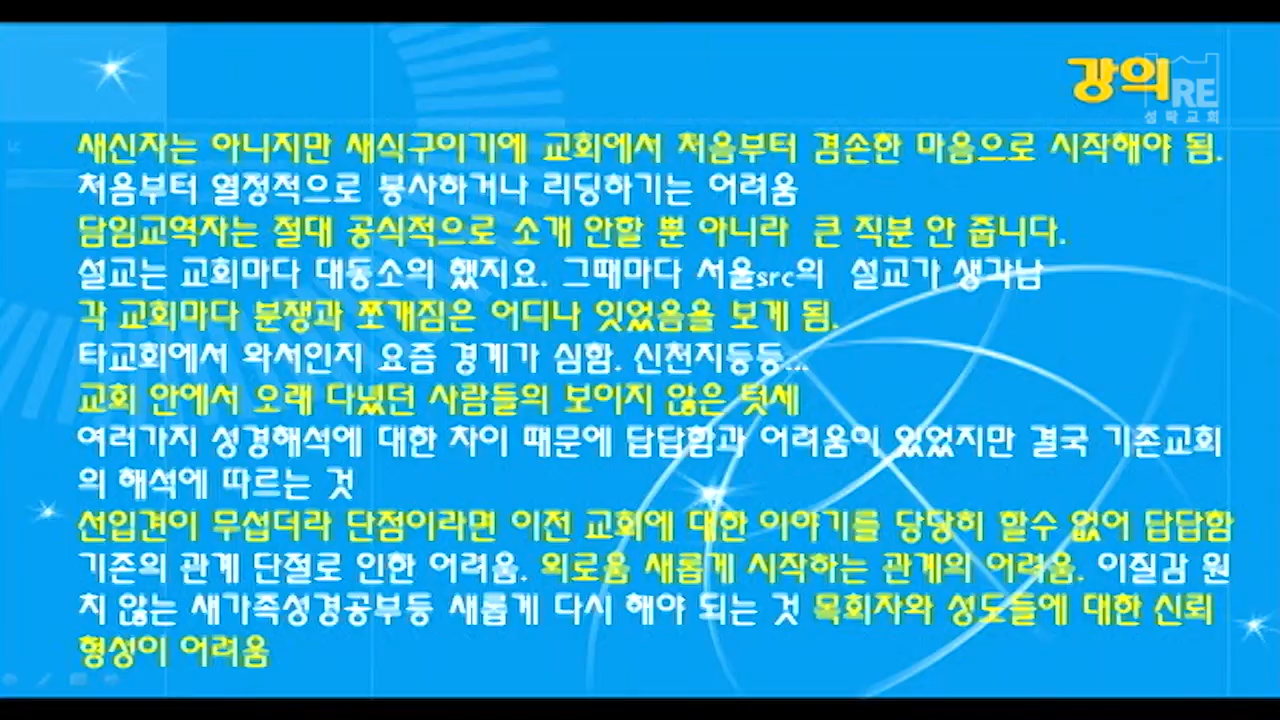 강의
RE
성락교회
새신자는 아니지만 새식구이기에 교회에서 처음부터 겸손한 마음으로 시작해야 됨.
처음부터 열정적으로 봉사하거나 리딩하기는 어려움
담임교역자는 절대 공식적으로 소개 안할 뿐 아니라 큰 직분 안 줍니다.
설교는 교회마다 대동소의 했지요. 그때마다 서울src의 설교가 생각남
각 교회마다 분쟁과 쪼개짐은 어디나 잇었음을 보게 됨.
타교회에서 와서인지 요즘 경계가 심함. 신천지등등...
교회 안에서 오래 다녔던 사람들의 보이지 않은 텃세
여러가지 성경해석에 대한 차이 때문에 답답함과 어려움이 있었지만 결국 기존교회
의 해석에 따르는 것
선입견이 무섭더라 단점이라면 이전 교회에 대한 이야기를 당당히 할수 없어 답답함
기존의 관계 단절로 인한 어려움. 외로움 새롭게 시작하는 관계의 어려움. 이질감 원
치 않는 새가족성경공부등 새롭게 다시 해야 되는 것 목회자와 성도들에 대한 신뢰
형성이 어려움